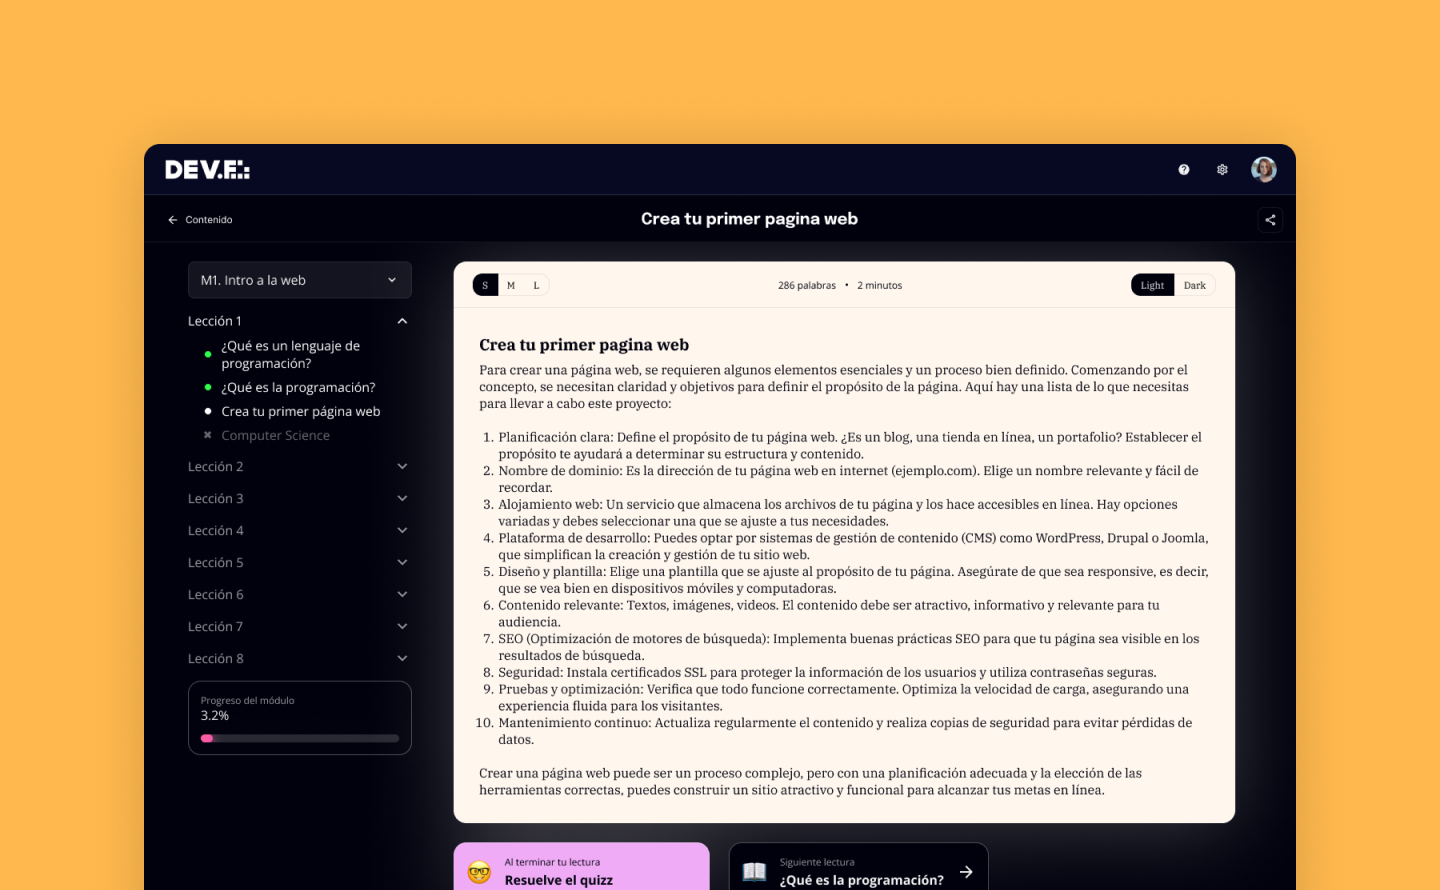 DEV.F.:
Contenido
Crea tu primer pagina web
M1. Intro a la web
Lección 1
¿Qué es un lenguaje de
programación?
¿Qué es la programación?
Crea tu primer página web
Computer Science
Lección 2
Lección 3
Lección 4
Lección 5
Lección 6
Lección 7
Lección 8
Progreso del módulo
3.2%
S M L
286 palabras • 2 minutos
Light Dark
Crea tu primer pagina web
Para crear una página web, se requieren algunos elementos esenciales y un proceso bien definido. Comenzando por el
concepto, se necesitan claridad y objetivos para definir el propósito de la página. Aquí hay una lista de lo que necesitas
para llevar a cabo este proyecto:
1. Planificación clara: Define el propósito de tu página web. ¿Es un blog, una tienda en línea, un portafolio? Establecer el
propósito te ayudará a determinar su estructura y contenido.
2. Nombre de dominio: Es la dirección de tu página web en internet (ejemplo.com). Elige un nombre relevante y fácil de
recordar.
3. Alojamiento web: Un servicio que almacena los archivos de tu página y los hace accesibles en línea. Hay opciones
variadas y debes seleccionar una que se ajuste a tus necesidades.
4. Plataforma de desarrollo: Puedes optar por sistemas de gestión de contenido (CMS) como WordPress, Drupal o Joomla,
que simplifican la creación y gestión de tu sitio web.
5. Diseño y plantilla: Elige una plantilla que se ajuste al propósito de tu página. Asegúrate de que sea responsive, es decir,
que se vea bien en dispositivos móviles y computadoras.
6. Contenido relevante: Textos, imágenes, videos. El contenido debe ser atractivo, informativo y relevante para tu
audiencia.
7. SEO (Optimización de motores de búsqueda): Implementa buenas prácticas SEO para que tu página sea visible en los
resultados de búsqueda.
8. Seguridad: Instala certificados SSL para proteger la información de los usuarios y utiliza contraseñas seguras.
9. Pruebas y optimización: Verifica que todo funcione correctamente. Optimiza la velocidad de carga, asegurando una
experiencia fluida para los visitantes.
10. Mantenimiento continuo: Actualiza regularmente el contenido y realiza copias de seguridad para evitar pérdidas de
datos.
Crear una página web puede ser un proceso complejo, pero con una planificación adecuada y la elección de las
herramientas correctas, puedes construir un sitio atractivo y funcional para alcanzar tus metas en línea.
Al terminar tu lectura
Resuelve el quizz
Siguiente lectura
¿Qué es la programación?